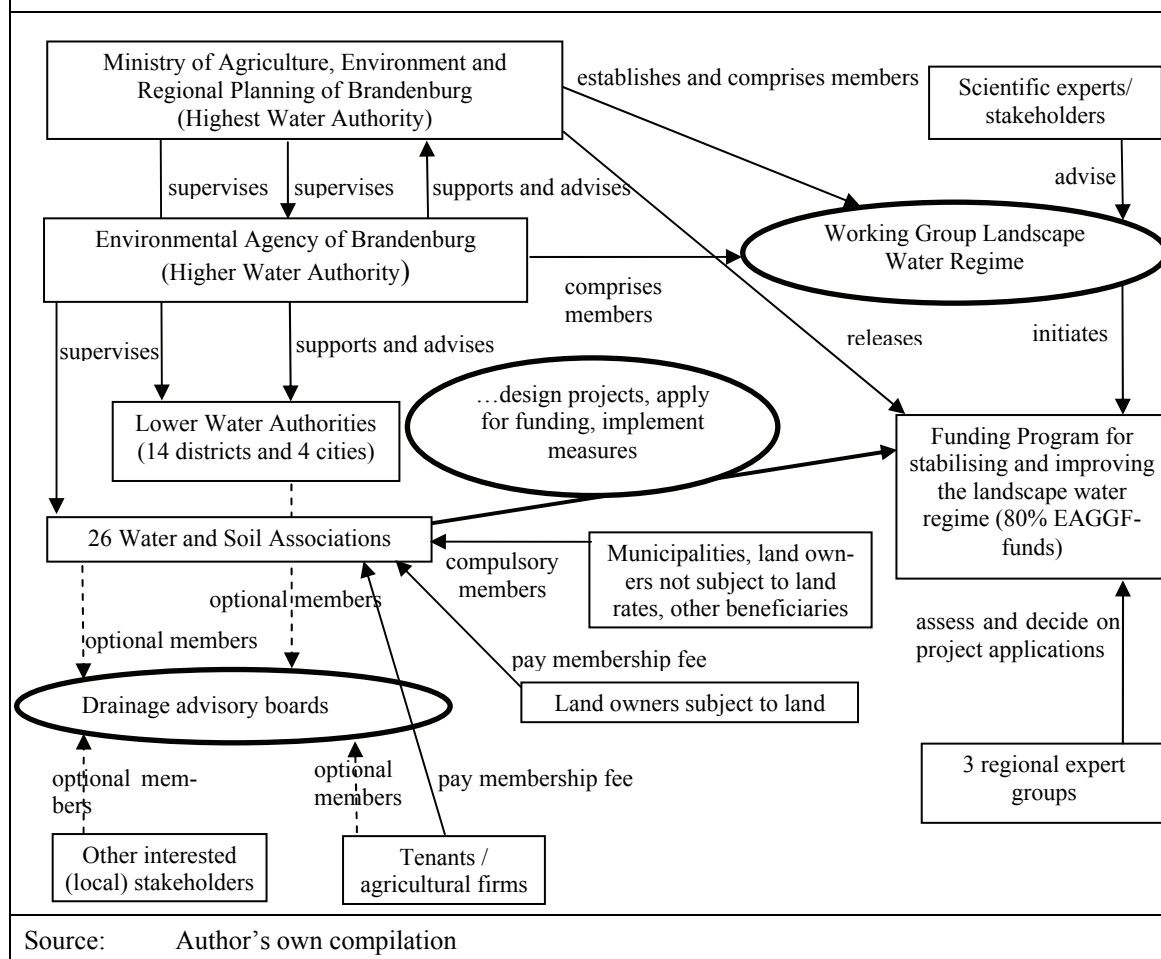 Ministry of Agriculture, Environment and
Regional Planning of Brandenburg
(Highest Water Authority)
establishes and comprises members
Scientific experts/
stakeholders
supervises
supervises
supports and advises
advise
Environmental Agency of Brandenburg
(Higher Water Authority)
Working Group Landscape
Water Regime
comprises
members
releases
initiates
supervises
supports and advises
…design projects, apply
for funding, implement
measures
Lower Water Authorities
(14 districts and 4 cities)
Funding Program for
stabilising and improving
the landscape water
regime (80% EAGGF-
funds)
26 Water and Soil Associations
compulsory
members
Municipalities, land own-
ers not subject to land
rates, other beneficiaries
optional members
optional members
assess and decide on
project applications
pay membership fee
Land owners subject to land
Drainage advisory boards
optional mem-
bers
optional
members
pay membership fee
3 regional expert
groups
Other interested
(local) stakeholders
Tenants /
agricultural firms
Source: Author's own compilation